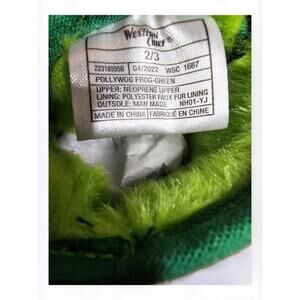 WESTERN
CHIEF
2/3
223165956 04/2022 WSC 1687
POLLYWOG FROG-GREEN
UPPER: NEOPRENE UPPER
LINING: POLYESTER FAUX FUR LINING
OUTSOLE: MAN MADE NH01-YJ
MADE IN CHINA FABRIQUÉ EN CHINE